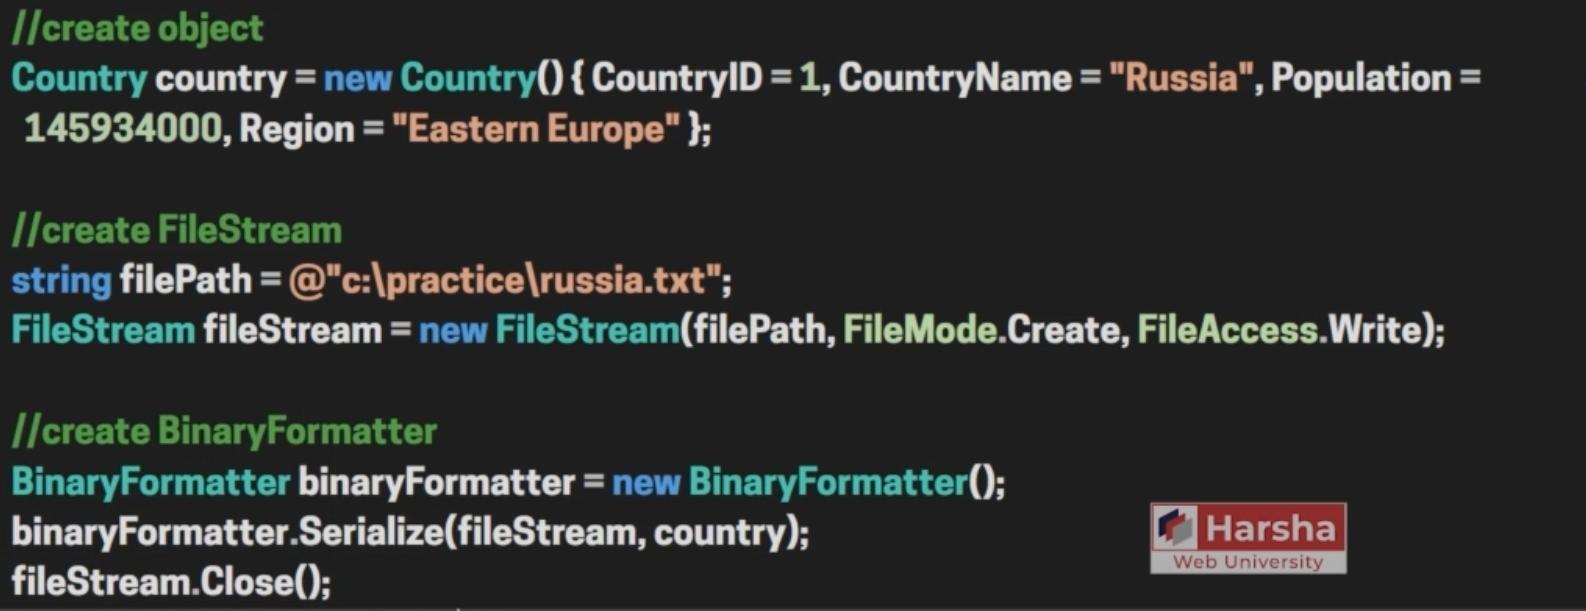 //create object
Country country = new Country() { CountryID = 1, CountryName = "Russia", Population =
145934000, Region = "Eastern Europe" };
//create FileStream
string filePath = @"c:\practice\russia.txt";
FileStream fileStream = new FileStream(filePath, FileMode.Create, FileAccess.Write);
//create BinaryFormatter
BinaryFormatter binaryFormatter = new BinaryFormatter();
binaryFormatter.Serialize(fileStream, country);
fileStream.Close();
Harsha
Web University